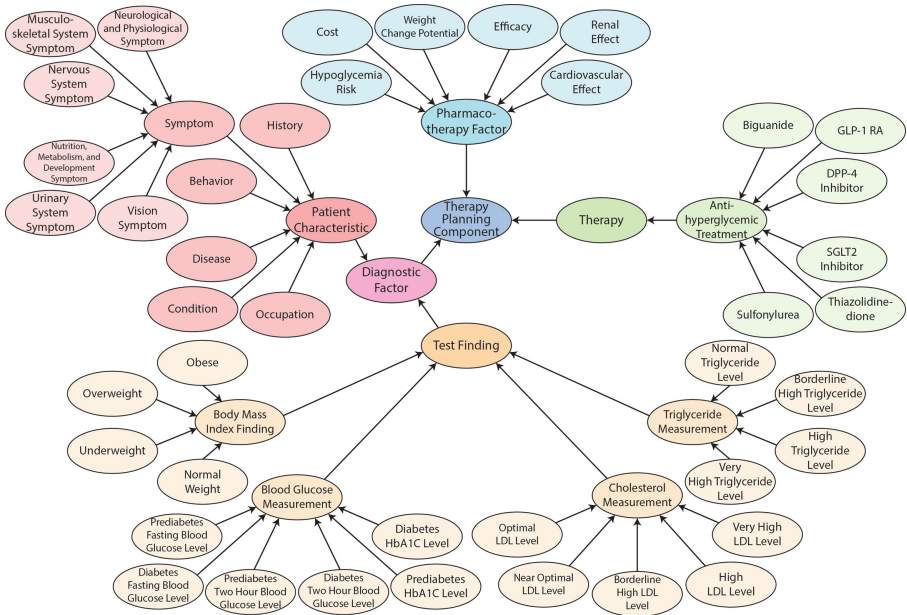 Musculo-
skeletal System
Symptom
Neurological
and Physiological
Symptom
Nervous
System
Symptom
Symptom
Nutrition,
Metabolism, and
Development
Symptom
Urinary
System
Symptom
Vision
Symptom
History
Behavior
Patient
Characteristic
Disease
Condition
Occupation
Diagnostic
Factor
Cost
Weight
Change Potential
Efficacy
Renal
Effect
Hypoglycemia
Risk
Cardiovascular
Effect
Pharmaco-
therapy Factor
Therapy
Planning
Component
Therapy
Anti-
hyperglycemic
Treatment
Biguanide
GLP-1 RA
DPP-4
Inhibitor
SGLT2
Inhibitor
Sulfonylurea
Thiazolidine-
dione
Test Finding
Obese
Overweight
Body Mass
Index Finding
Underweight
Normal
Weight
Blood Glucose
Measurement
Prediabetes
Fasting Blood
Glucose Level
Diabetes
Fasting Blood
Glucose Level
Prediabetes
Two Hour Blood
Glucose Level
Diabetes
Two Hour Blood
Glucose Level
Diabetes
HbA1C Level
Prediabetes
HbA1C Level
Cholesterol
Measurement
Optimal
LDL Level
Near Optimal
LDL Level
Borderline
High LDL
Level
High
LDL Level
Very High
LDL Level
Triglyceride
Measurement
Normal
Triglyceride
Level
Borderline
High Triglyceride
Level
High
Triglyceride
Level
Very
High Triglyceride
Level